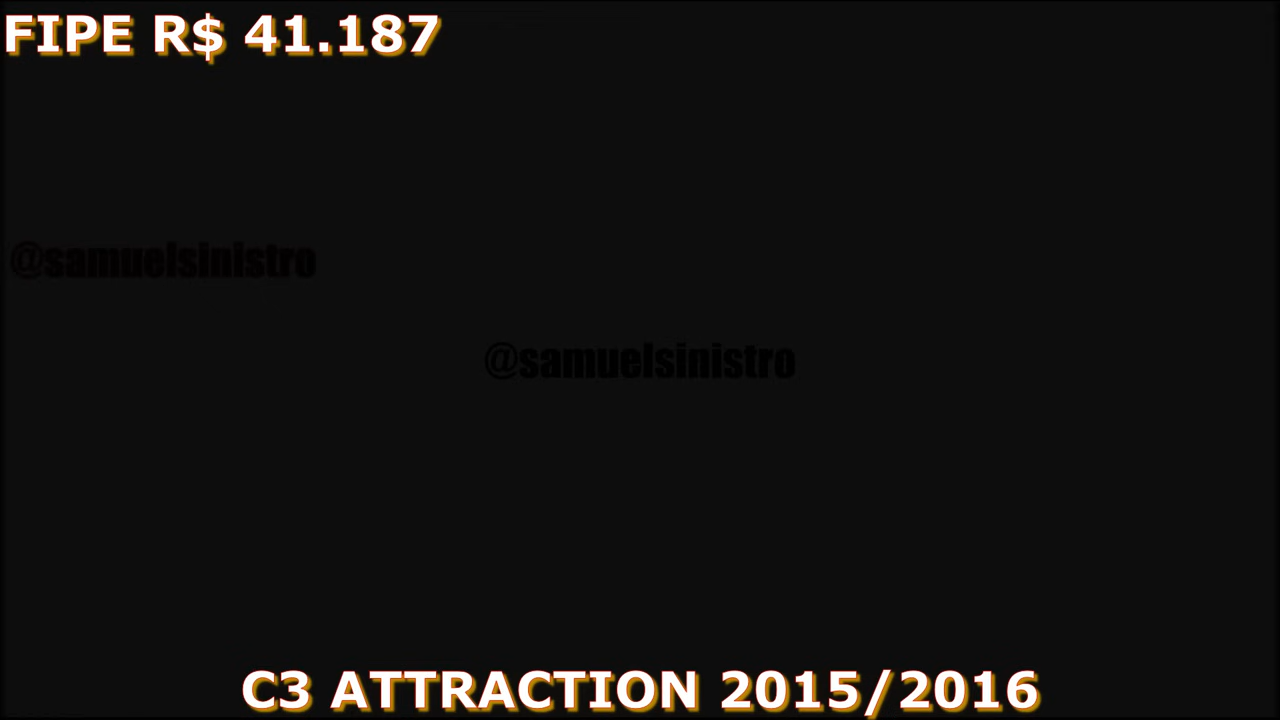 FIPE R$ 41.187
@samuelsinistro
@samuelsinistro
C3 ATTRACTION 2015/2016